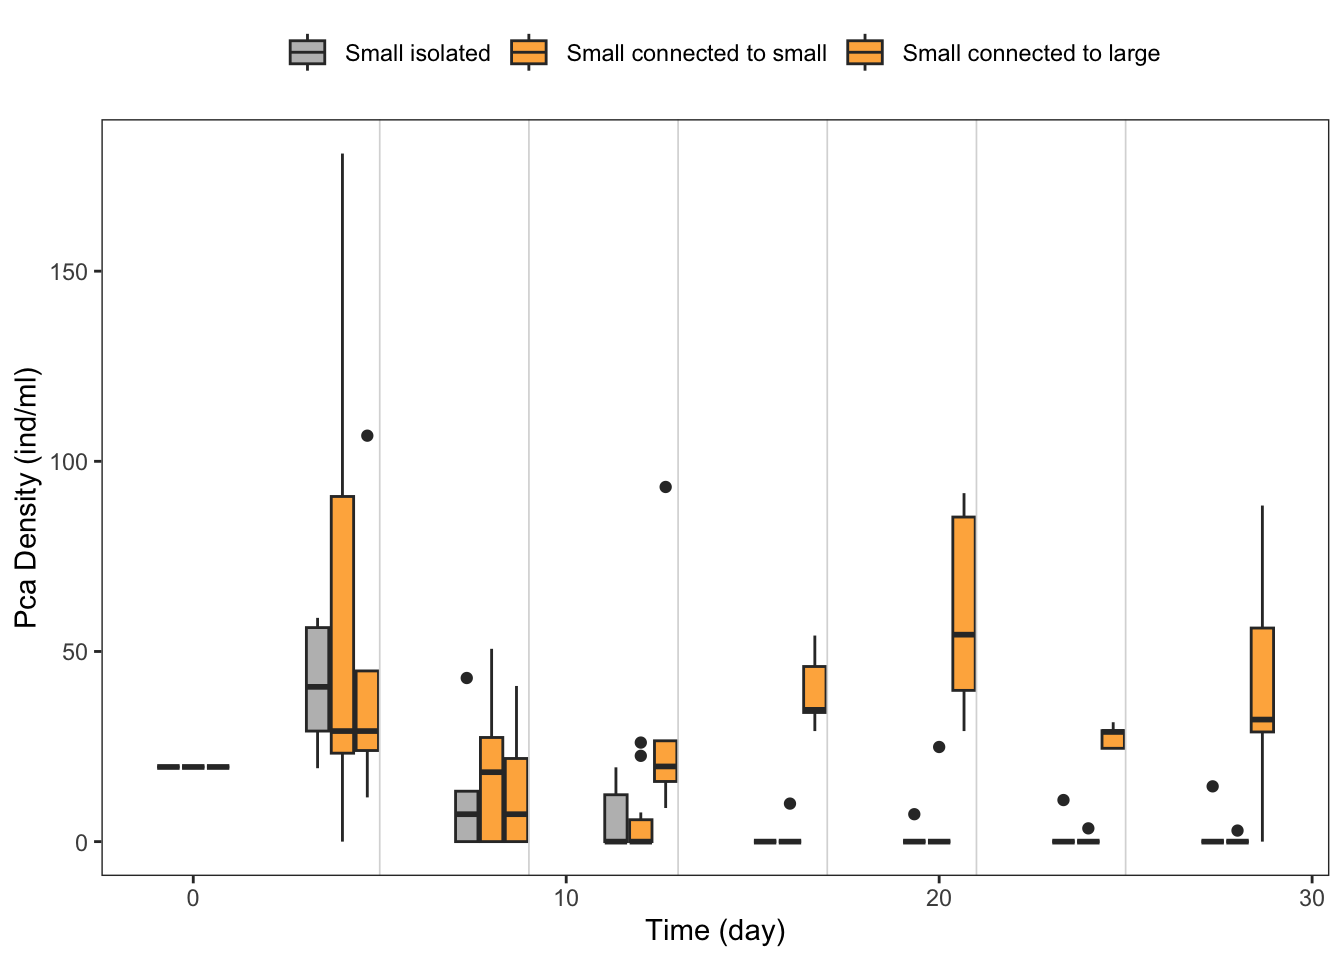 Small isolated Small connected to small Small connected to large
150
100
50
0
Pca Density (ind/ml)
0 10 20 30
Time (day)